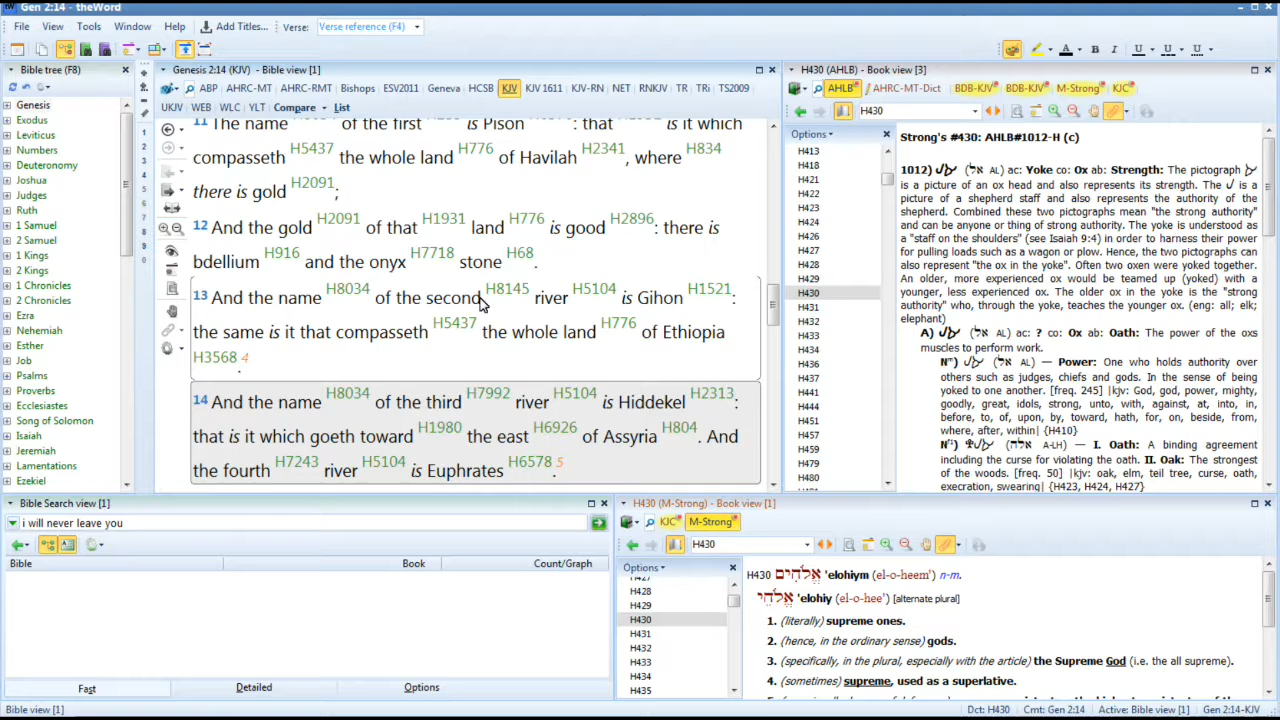 Gen 2:14 - theWord
File View Tools Window Help Add Titles... Verse: Verse reference (F4)
Bible tree (F8)
Genesis
Exodus
Leviticus
Numbers
Deuteronomy
Joshua
Judges
Ruth
1 Samuel
2 Samuel
1 Kings
2 Kings
1 Chronicles
2 Chronicles
Ezra
Nehemiah
Esther
Job
Psalms
Proverbs
Ecclesiastes
Song of Solomon
Isaiah
Jeremiah
Lamentations
Ezekiel
Genesis 2:14 (KJV) - Bible view [1]
ABP AHRC-MT AHRC-RMT Bishops ESV2011 Geneva HCSB KJV KJV 1611 KJV-RN NET RNKJV TR TRi TS2009
UKJV WEB WLC YLT Compare List
1
2
3
4
5
6
7
8
9
0
11 The name of the first is Pison : that is it which
compasseth H5437 the whole land H776 of Havilah H2341 , where H834
there is gold H2091 ;
12 And the gold H2091 of that H1931 land H776 is good H2896 : there is
bdellium H916 and the onyx H7718 stone H68 .
13 And the name H8034 of the second H8145 river H5104 is Gihon H1521 :
the same is it that compasseth H5437 the whole land H776 of Ethiopia
H3568 4
.
14 And the name H8034 of the third H7992 river H5104 is Hiddekel H2313 :
that is it which goeth toward H1980 the east H6926 of Assyria H804 . And
the fourth H7243 river H5104 is Euphrates H6578 5 .
H430 (AHLB) - Book view [3]
AHLB AHRC-MT-Dict BDB-KJV BDB-KJV M-Strong KJC
H430
Options
H413
H418
H421
H422
H423
H424
H426
H427
H428
H429
H430
H431
H432
H433
H434
H436
H437
H441
H444
H451
H457
H459
H479
H480
Strong's #430: AHLB#1012-H (c)
1012) (אל AL) ac: Yoke co: Ox ab: Strength: The pictograph
is a picture of an ox head and also represents its strength. The is a
picture of a shepherd staff and also represents the authority of the
shepherd. Combined these two pictographs mean "the strong authority"
and can be anyone or thing of strong authority. The yoke is understood as
a "staff on the shoulders" (see Isaiah 9:4) in order to harness their power
for pulling loads such as a wagon or plow. Hence, the two pictographs can
also represent "the ox in the yoke". Often two oxen were yoked together.
An older, more experienced ox would be teamed up (yoked) with a
younger, less experienced ox. The older ox in the yoke is the "strong
authority" who, through the yoke, teaches the younger ox. (eng: all; elk;
elephant)
A) (אל AL) ac: ? co: Ox ab: Oath: The power of the oxs
muscles to perform work.
Nm) (אל AL) — Power: One who holds authority over
others such as judges, chiefs and gods. In the sense of being
yoked to one another. [freq. 245] |kjv: God, god, power, mighty,
goodly, great, idols, strong, unto, with, against, at, into, in,
before, to, of, upon, by, toward, hath, for, on, beside, from,
where, after, within| {H410}
Nf1) (אלה A-LH) — I. Oath: A binding agreement
including the curse for violating the oath. II. Oak: The strongest
of the woods. [freq. 50] |kjv: oak, elm, teil tree, curse, oath,
execration, swearing| {H423, H424, H427}
Bible Search view [1]
i will never leave you
Bible Book Count/Graph
Fast Detailed Options
H430 (M-Strong) - Book view [1]
KJC M-Strong
H430
Options
H427
H428
H429
H430
H431
H432
H433
H434
H435
H430 אֱלֹהִים 'elohiym (el-o-heem') n-m.
אֱלֹהֵי 'elohiy (el-o-hee') [alternate plural]
1. (literally) supreme ones.
2. (hence, in the ordinary sense) gods.
3. (specifically, in the plural, especially with the article) the Supreme God (i.e. the all supreme).
4. (sometimes) supreme, used as a superlative.
Bible view [1] Dct: H430 Cmt: Gen 2:14 Active: Bible view [1] Gen 2:14-KJV